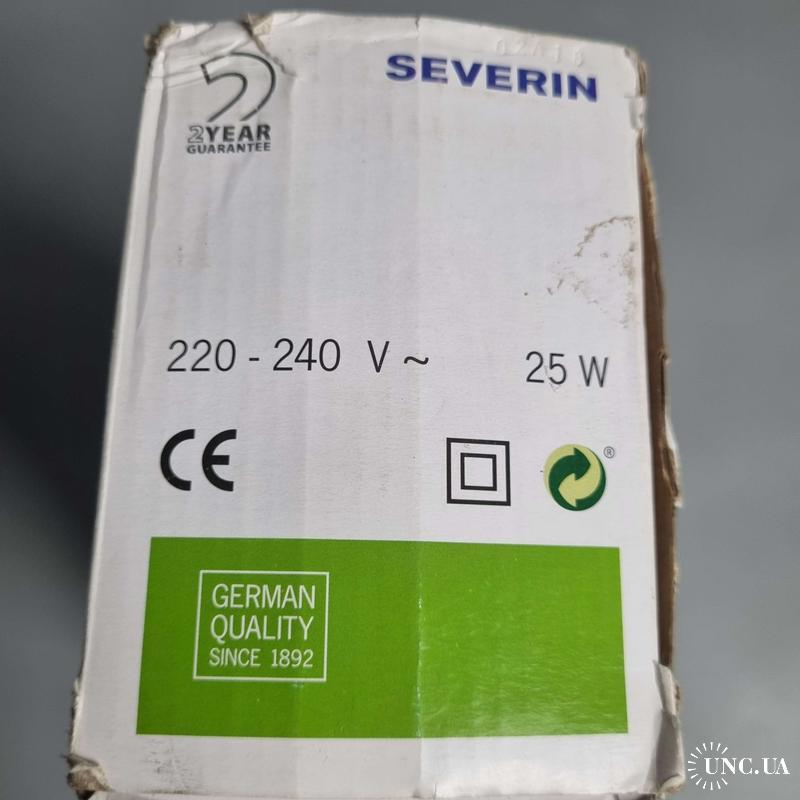 SEVERIN
2YEAR
GUARANTEE
220 - 240 V ~ 25 W
CE
®
GERMAN
QUALITY
SINCE 1892
UNC.UA